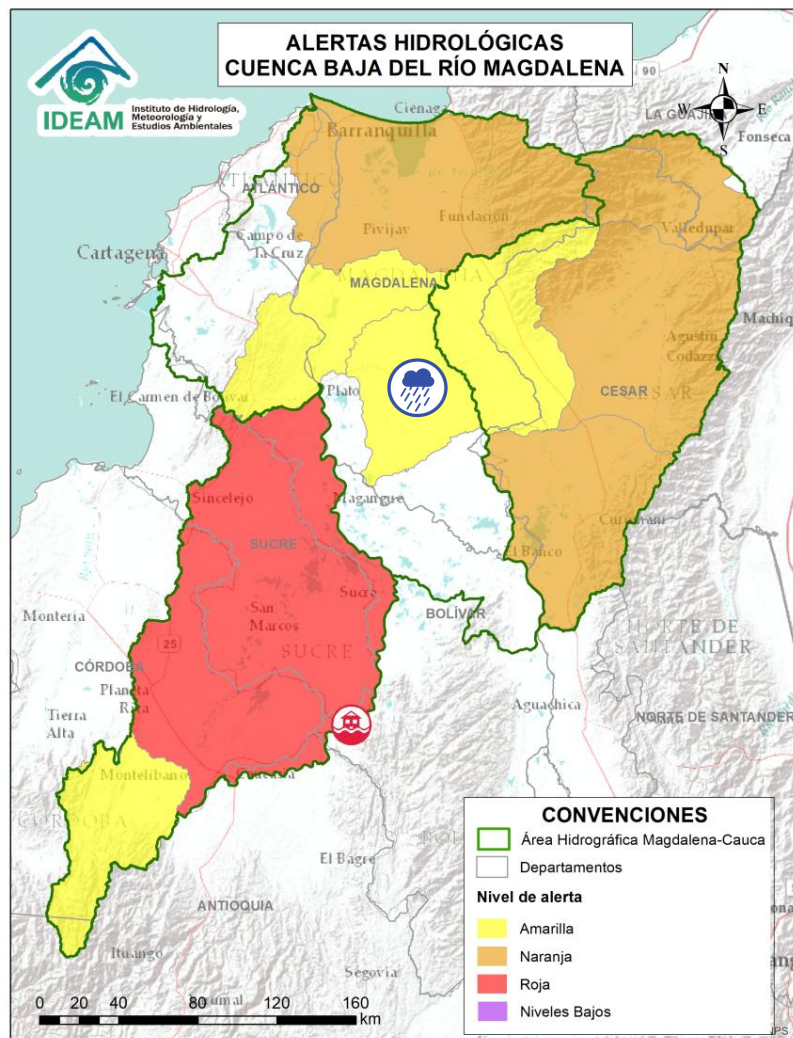 ALERTAS HIDROLÓGICAS
CUENCA BAJA DEL RÍO MAGDALENA
IDEAM
Instituto de Hidrología,
Meteorología y
Estudios Ambientales
N
W
E
S
90
LA GUAJIRA
Fonseca
Ciénaga
Barranquilla
ATLÁNTICO
Valledupar
Fundación
Pivijay
Campo de
La Cruz
Cartagena
MAGDALENA
MAGDALENA
Machiq
Agustín
Codazzi
CESAR
El Carmen de Bolívar
Plato
Sincelejo
Magangue
SUCRE
El Banco
Sucre
BOLÍVAR
Montería
San
Marcos
NORTE DE
SANTANDER
25
SUCRE
CÓRDOBA
Planeta
Rica
Aguachica
Tierra
Alta
NORTE DE SANTANDER
Montelíbano
CÓRDOBA
El Bagre
ANTIOQUIA
Ituango
Segovia
CONVENCIONES
Área Hidrográfica Magdalena-Cauca
Departamentos
Nivel de alerta
Amarilla
Naranja
Roja
Niveles Bajos
0 20 40 80 120 160
km
NPS